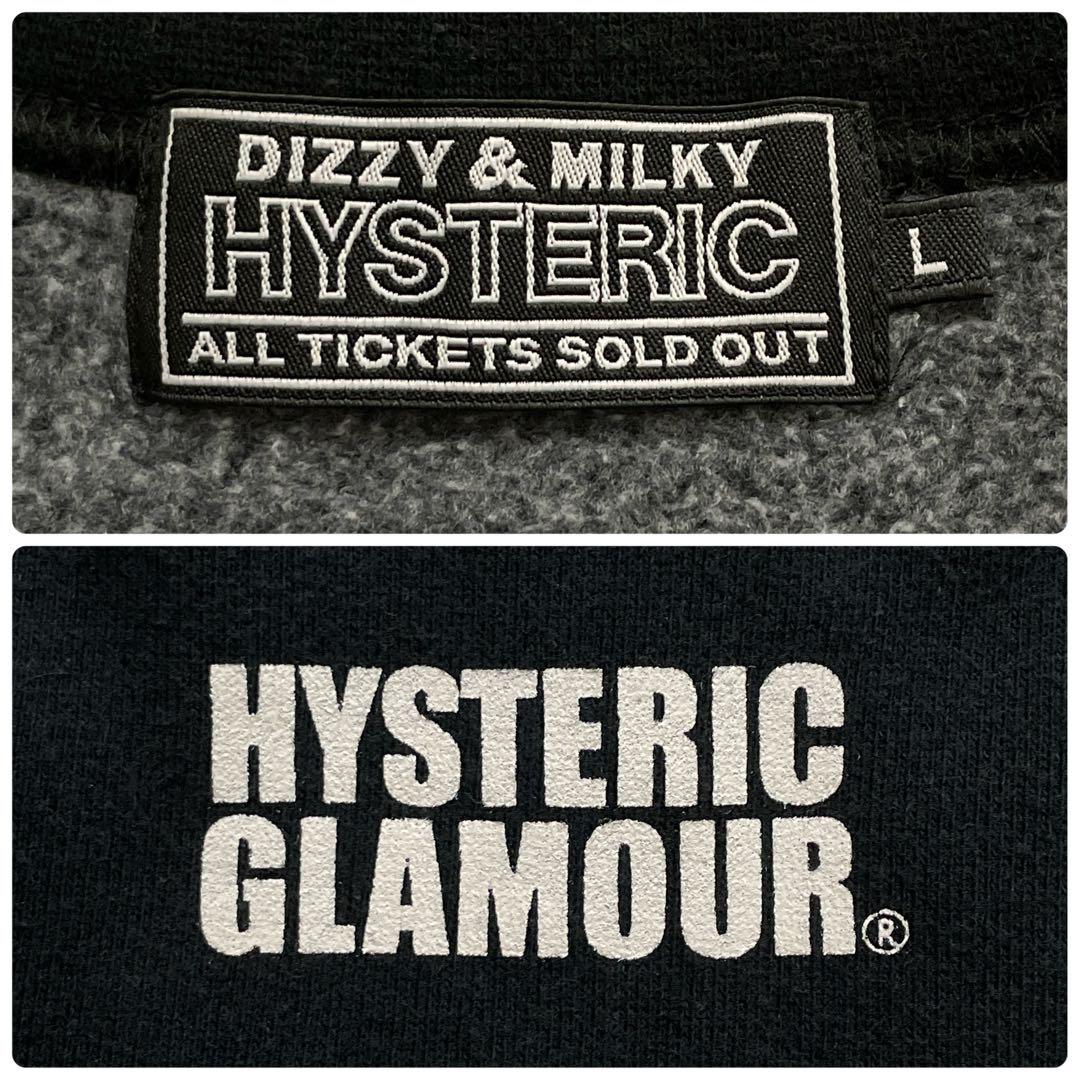 DIZZY & MILKY
HYSTERIC
ALL TICKETS SOLD OUT
L
HYSTERIC
GLAMOUR®